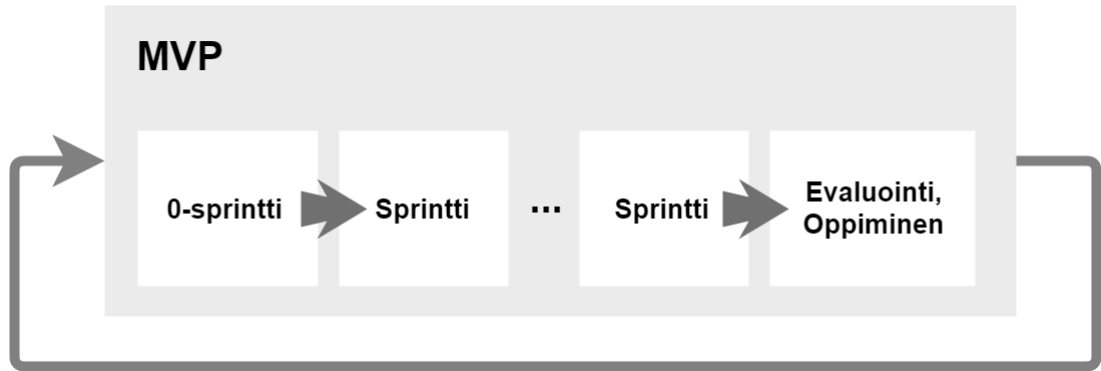 MVP
0-sprintti
Sprintti
...
Sprintti
Evaluointi,
Oppiminen